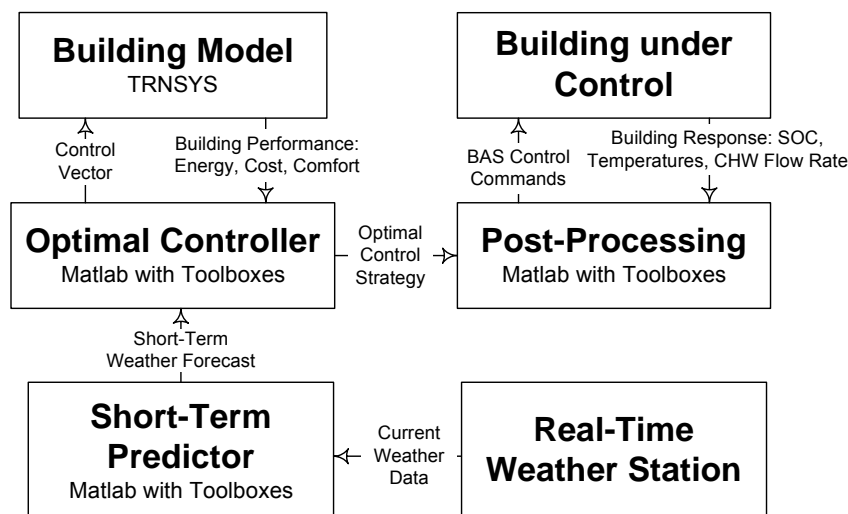 Building Model
TRNSYS
Building under
Control
Control
Vector
Building Performance:
Energy, Cost, Comfort
BAS Control
Commands
Building Response: SOC,
Temperatures, CHW Flow Rate
Optimal Controller
Matlab with Toolboxes
Optimal
Control
Strategy
Post-Processing
Matlab with Toolboxes
Short-Term
Weather Forecast
Short-Term
Predictor
Matlab with Toolboxes
Current
Weather
Data
Real-Time
Weather Station